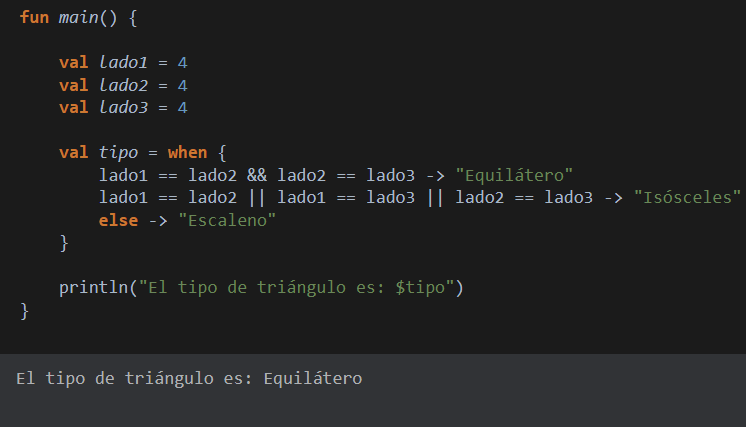 fun main() {
val lado1 = 4
val lado2 = 4
val lado3 = 4
val tipo = when {
lado1 == lado2 && lado2 == lado3 -> "Equilátero"
lado1 == lado2 || lado1 == lado3 || lado2 == lado3 -> "Isósceles"
else -> "Escaleno"
}
println("El tipo de triángulo es: $tipo")
}
El tipo de triángulo es: Equilátero